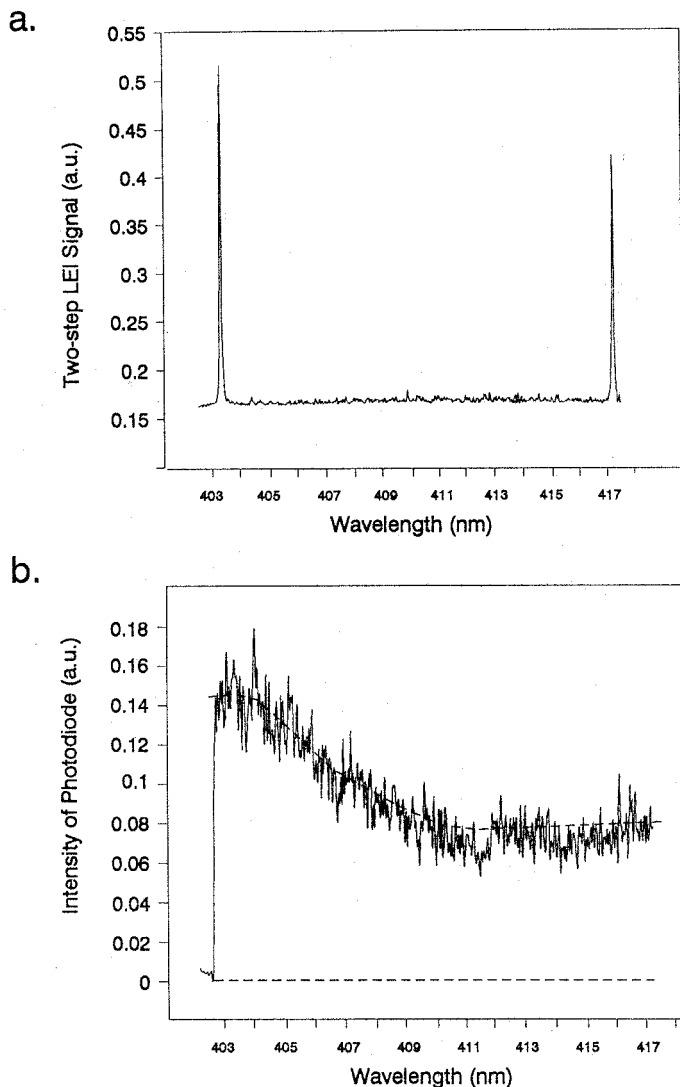 a.
0.55
0.5
0.45
0.4
0.35
0.3
0.25
0.2
0.15
Two-step LEI Signal (a.u.)
403 405 407 409 411 413 415 417
Wavelength (nm)
b.
0.18
0.16
0.14
0.12
0.1
0.08
0.06
0.04
0.02
0
Intensity of Photodiode (a.u.)
403 405 407 409 411 413 415 417
Wavelength (nm)